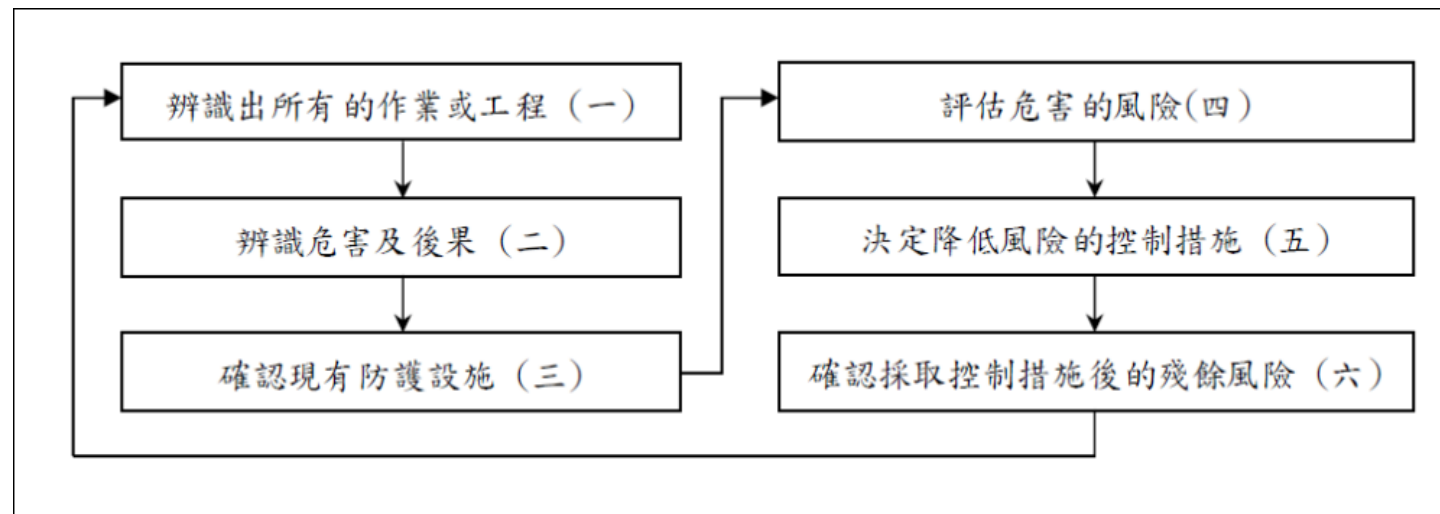 辨識出所有的作業或工程（一）
辨識危害及後果（二）
確認現有防護設施（三）
評估危害的風險(四）
決定降低風險的控制措施（五）
確認採取控制措施後的殘餘風險（六）